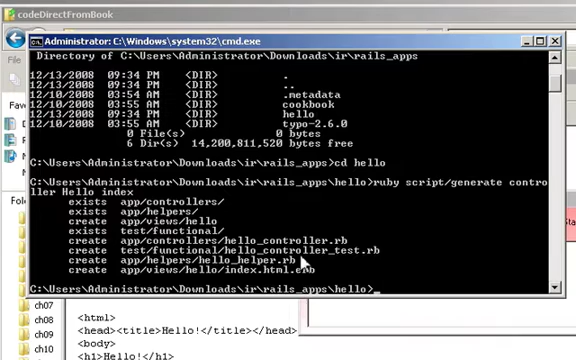 codeDirectFromBook
Administrator: C:\Windows\system32\cmd.exe
Directory of C:\Users\Administrator\Downloads\ir\rails_apps
12/13/2008 09:34 PM <DIR> .
12/13/2008 09:34 PM <DIR> ..
12/10/2008 03:54 AM <DIR> .metadata
12/10/2008 03:55 AM <DIR> cookbook
12/13/2008 09:34 PM <DIR> hello
12/10/2008 03:55 AM <DIR> typo-2.6.0
0 File(s) 0 bytes
6 Dir(s) 14,200,811,520 bytes free
C:\Users\Administrator\Downloads\ir\rails_apps>cd hello
C:\Users\Administrator\Downloads\ir\rails_apps\hello>ruby script/generate contro
ller Hello index
exists app/controllers/
exists app/helpers/
create app/views/hello
exists test/functional/
create app/controllers/hello_controller.rb
create test/functional/hello_controller_test.rb
create app/helpers/hello_helper.rb
create app/views/hello/index.html.erb
C:\Users\Administrator\Downloads\ir\rails_apps\hello>_
File
Favo
Folder
ch07
ch08
ch09
ch10
<html>
<head><title>Hello!</title></head>
<body>
<h1>Hello!</h1>